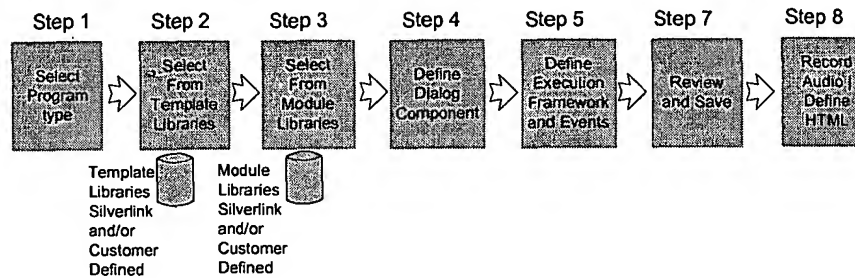 Step 1
Step 2
Step 3
Step 4
Step 5
Step 7
Step 8
Select
Program
type
Select
From
Template
Libraries
Select
From
Module
Libraries
Define
Dialog
Component
Define
Execution
Framework
and Events
Review
and Save
Record
Audio |
Define
HTML
Template
Libraries
Silverlink
and/or
Customer
Defined
Module
Libraries
Silverlink
and/or
Customer
Defined